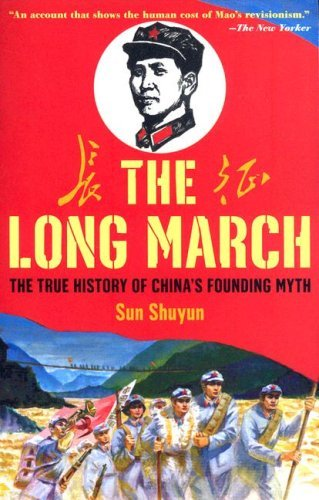 "An account that shows the human cost of Mao's revisionism."
—The New Yorker
長 THE 征
LONG MARCH
THE TRUE HISTORY OF CHINA'S FOUNDING MYTH
Sun Shuyun